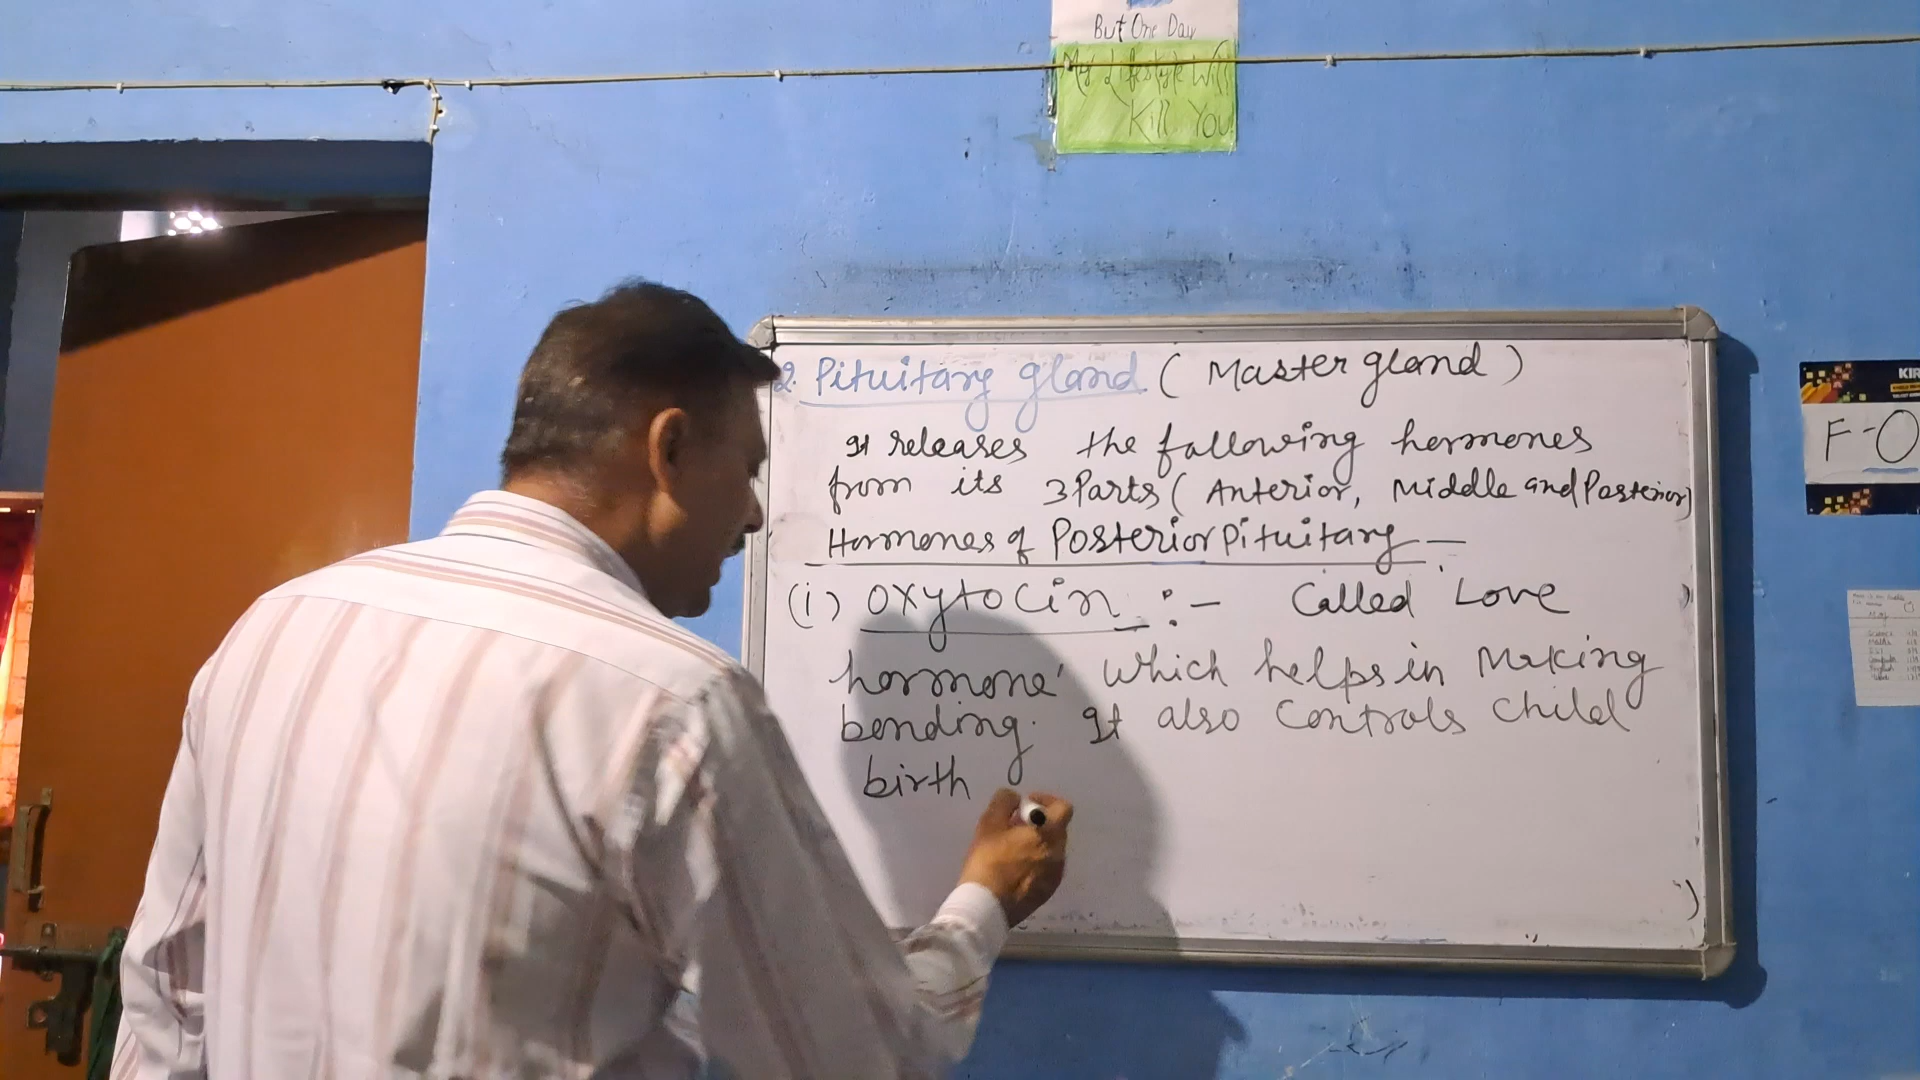 But One Day
My Lifestyle Will
Kill You
2. Pituitary gland ( Master gland )
It releases the following hormones
from its 3 Parts ( Anterior, Middle and Posterior)
Hormones of Posterior Pituitary —
(i) Oxytocin :- Called 'Love
hormone' which helps in Making
bonding. It also Controls Child
birth
KIR
F-O